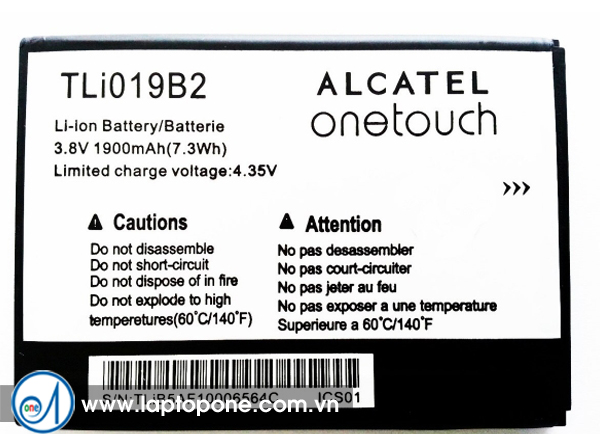 TLi019B2
Li-ion Battery/Batterie
3.8V 1900mAh(7.3Wh)
Limited charge voltage:4.35V
ALCATEL
onetouch
Cautions
Do not disassemble
Do not short-circuit
Do not dispose of in fire
Do not explode to high
temperetures(60°C/140°F)
Attention
No pas desassembler
No pas court-circuiter
No pas jeter au feu
No pas exposer a une temperature
Superieure a 60°C/140°F
ICS01
one
www.laptopone.com.vn